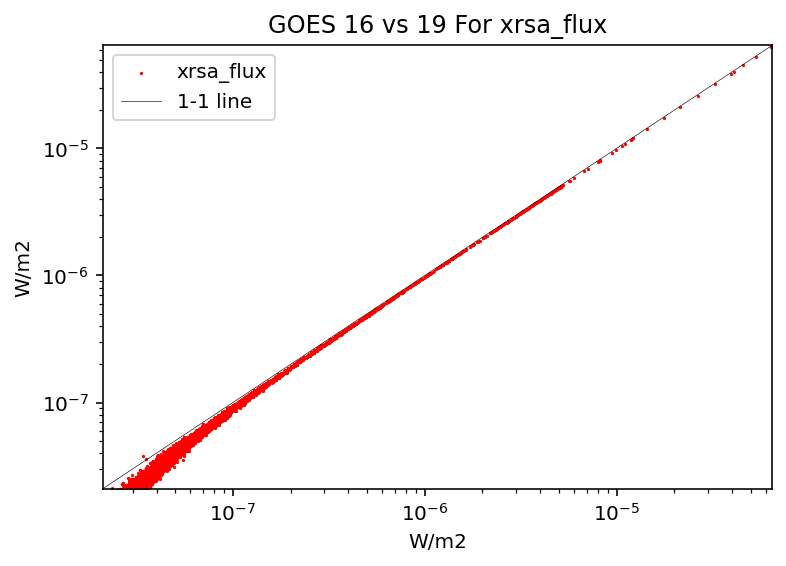 GOES 16 vs 19 For xrsa_flux
xrsa_flux
1-1 line
10⁻⁵
10⁻⁶
10⁻⁷
W/m2
10⁻⁷ 10⁻⁶ 10⁻⁵
W/m2